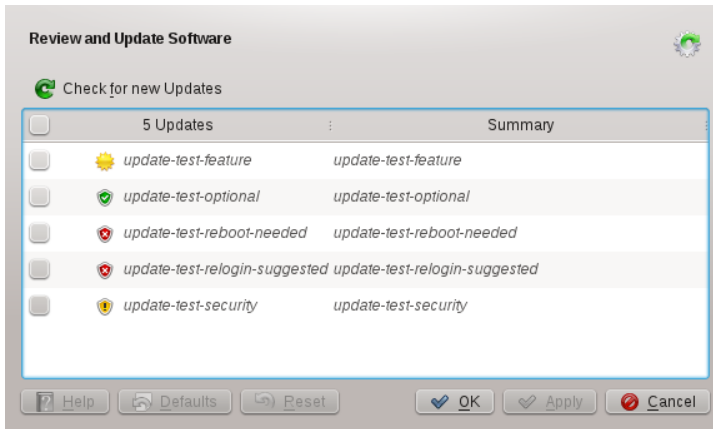 Review and Update Software
Check for new Updates
5 Updates Summary
update-test-feature update-test-feature
update-test-optional update-test-optional
update-test-reboot-needed update-test-reboot-needed
update-test-relogin-suggested update-test-relogin-suggested
update-test-security update-test-security
Help Defaults Reset OK Apply Cancel